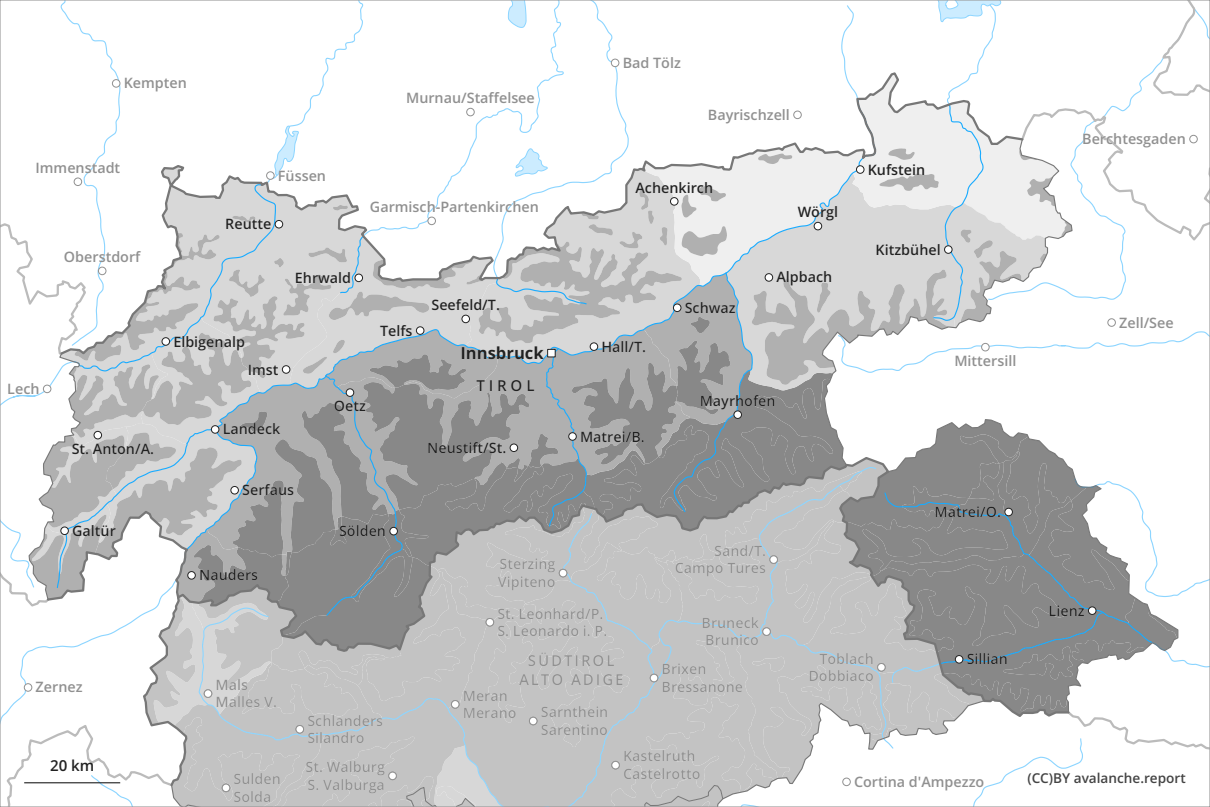 Kempten
Bad Tölz
Murnau/Staffelsee
Bayrischzell
Berchtesgaden
Immenstadt
Füssen
Kufstein
Achenkirch
Garmisch-Partenkirchen
Wörgl
Reutte
Kitzbühel
Oberstdorf
Ehrwald
Alpbach
Seefeld/T.
Schwaz
Telfs
Zell/See
Elbigenalp
Innsbruck
Hall/T.
Mittersill
Imst
TIROL
Lech
Oetz
Mayrhofen
Landeck
Matrei/B.
St. Anton/A.
Neustift/St.
Serfaus
Matrei/O.
Galtür
Sölden
Sand/T.
Campo Tures
Sterzing
Vipiteno
Nauders
St. Leonhard/P.
S. Leonardo i. P.
Lienz
Bruneck
Brunico
SÜDTIROL
ALTO ADIGE
Toblach
Dobbiaco
Sillian
Brixen
Bressanone
Zernez
Mals
Malles V.
Meran
Merano
Sarnthein
Sarentino
Schlanders
Silandro
Kastelruth
Castelrotto
St. Walburg
S. Valburga
20 km
Sulden
Solda
Cortina d'Ampezzo
(CC)BY avalanche.report